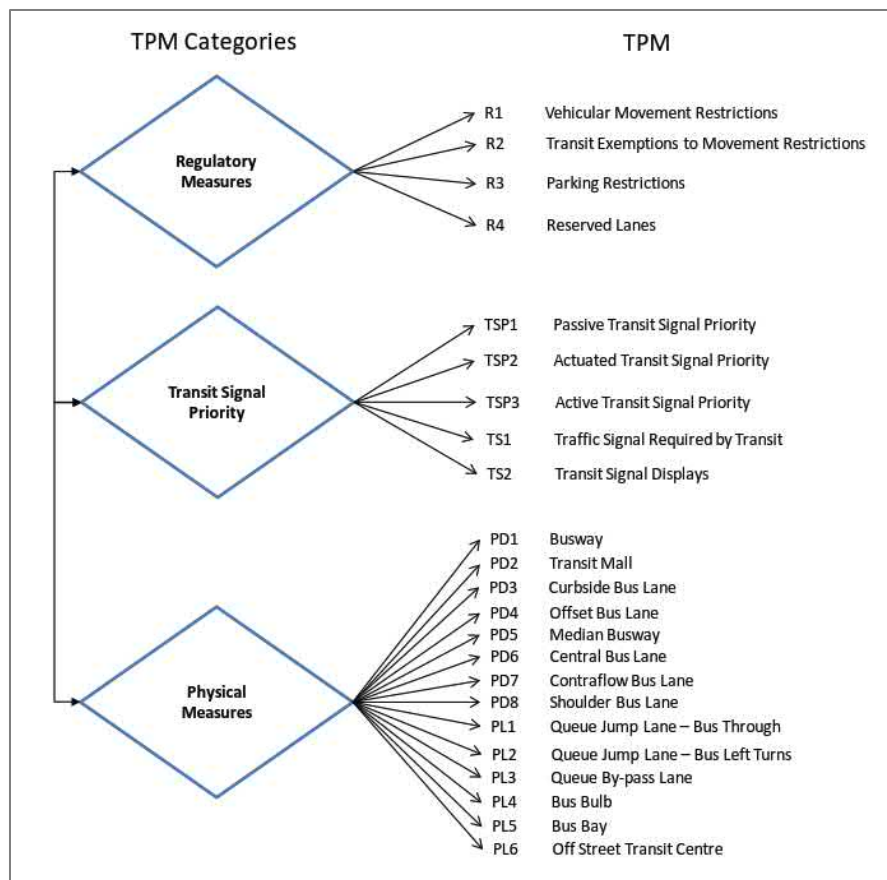 TPM Categories TPM
Regulatory
Measures
R1 Vehicular Movement Restrictions
R2 Transit Exemptions to Movement Restrictions
R3 Parking Restrictions
R4 Reserved Lanes
Transit Signal
Priority
TSP1 Passive Transit Signal Priority
TSP2 Actuated Transit Signal Priority
TSP3 Active Transit Signal Priority
TS1 Traffic Signal Required by Transit
TS2 Transit Signal Displays
Physical
Measures
PD1 Busway
PD2 Transit Mall
PD3 Curbside Bus Lane
PD4 Offset Bus Lane
PD5 Median Busway
PD6 Central Bus Lane
PD7 Contraflow Bus Lane
PD8 Shoulder Bus Lane
PL1 Queue Jump Lane – Bus Through
PL2 Queue Jump Lane – Bus Left Turns
PL3 Queue By-pass Lane
PL4 Bus Bulb
PL5 Bus Bay
PL6 Off Street Transit Centre